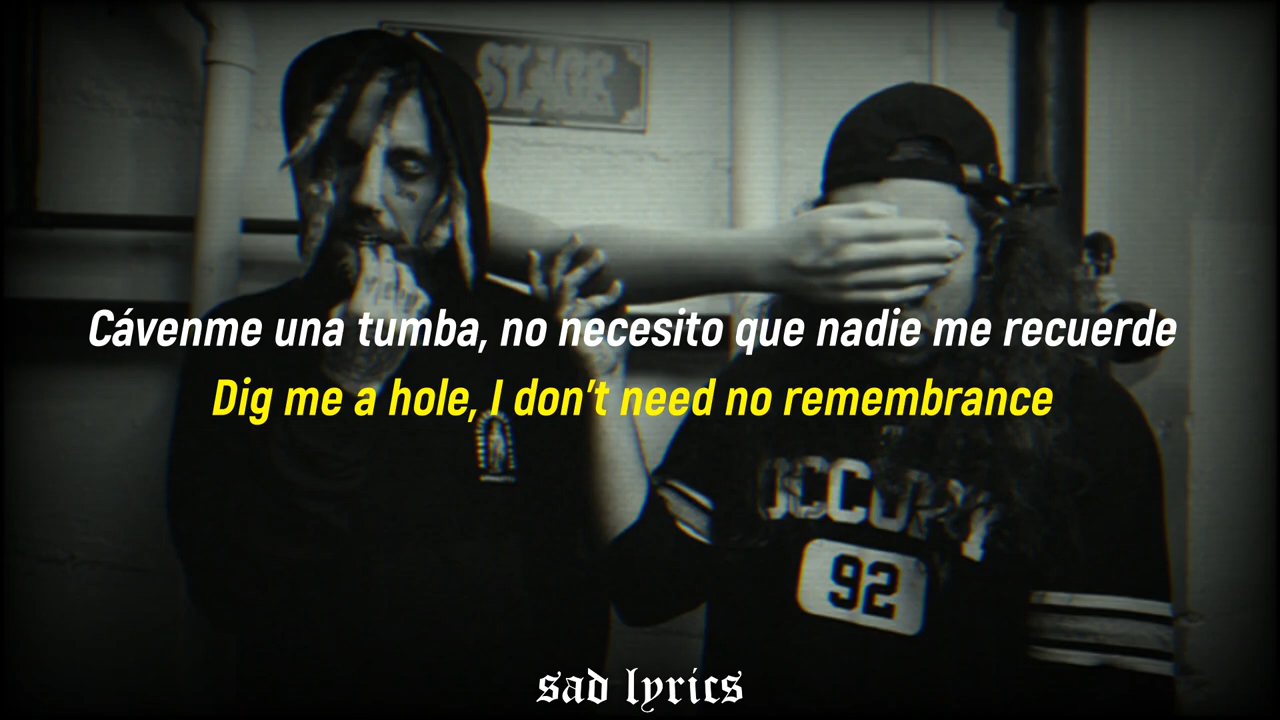 STAGE
Cávenme una tumba, no necesito que nadie me recuerde
Dig me a hole, I don't need no remembrance
OCCUPY
92
sad lyrics